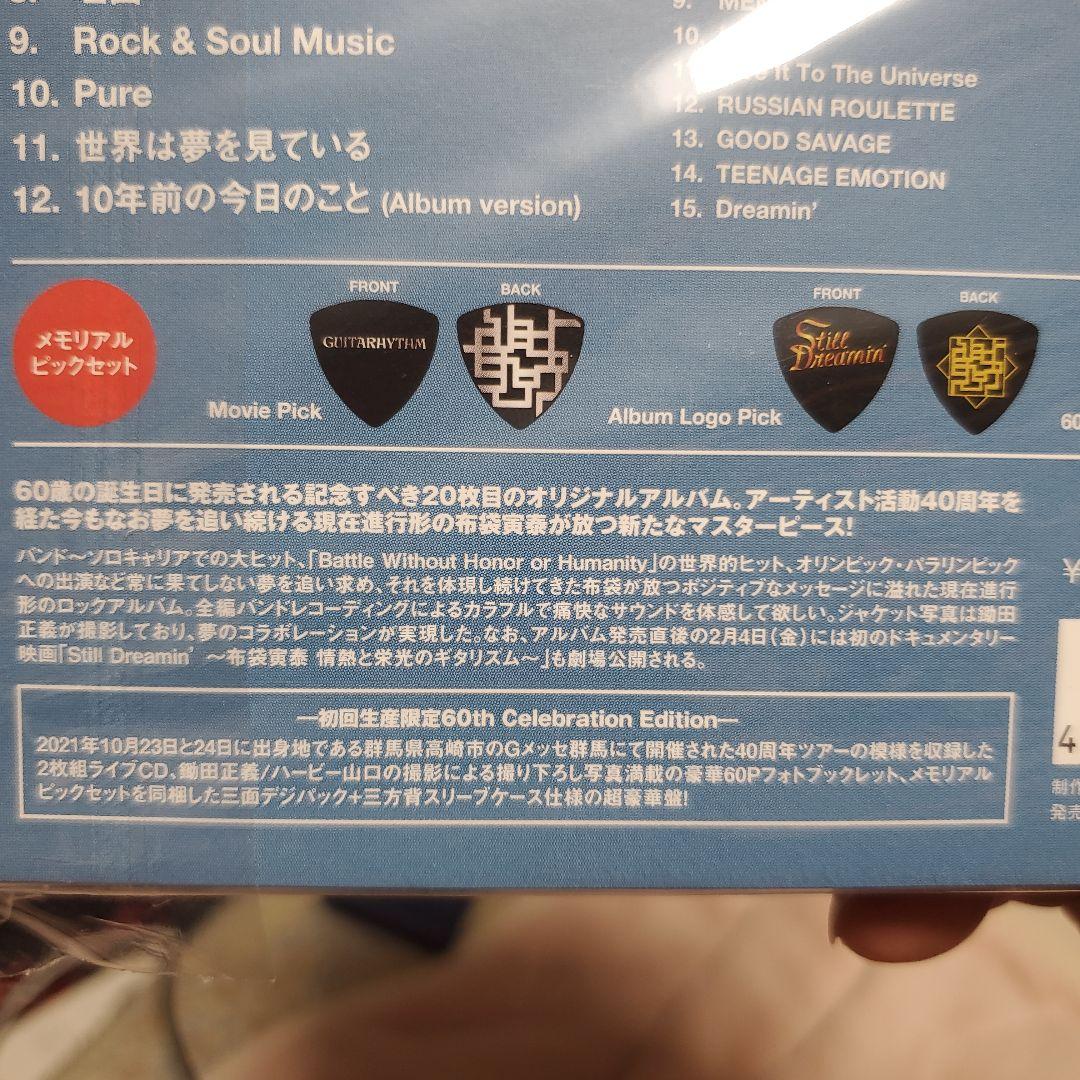 9. Rock & Soul Music
10. Pure
11. 世界は夢を見ている
12. 10年前の今日のこと (Album version)
9.
10.
It To The Universe
12. RUSSIAN ROULETTE
13. GOOD SAVAGE
14. TEENAGE EMOTION
15. Dreamin'
メモリアル
ピックセット
FRONT
BACK
GUITARHYTHM
Movie Pick
FRONT
BACK
Still
Dreamin'
Album Logo Pick
60
60歳の誕生日に発売される記念すべき20枚目のオリジナルアルバム。アーティスト活動40周年を
経た今もなお夢を追い続ける現在進行形の布袋寅泰が放つ新たなマスターピース!
バンド〜ソロキャリアでの大ヒット、「Battle Without Honor or Humanity」の世界的ヒット、オリンピック・パラリンピック
への出演など常に果てしない夢を追い求め、それを体現し続けてきた布袋が放つポジティブなメッセージに溢れた現在進行
形のロックアルバム。全編バンドレコーディングによるカラフルで痛快なサウンドを体感して欲しい。ジャケット写真は鋤田
正義が撮影しており、夢のコラボレーションが実現した。なお、アルバム発売直後の2月4日(金)には初のドキュメンタリー
映画「Still Dreamin' 〜布袋寅泰 情熱と栄光のギタリズム〜」も劇場公開される。
—初回生産限定60th Celebration Edition—
2021年10月23日と24日に出身地である群馬県高崎市のGメッセ群馬にて開催された40周年ツアーの模様を収録した
2枚組ライブCD、鋤田正義/ハービー山口の撮影による撮り下ろし写真満載の豪華60Pフォトブックレット、メモリアル
ピックセットを同梱した三面デジパック+三方背スリーブケース仕様の超豪華盤!
¥
4
制作
発売